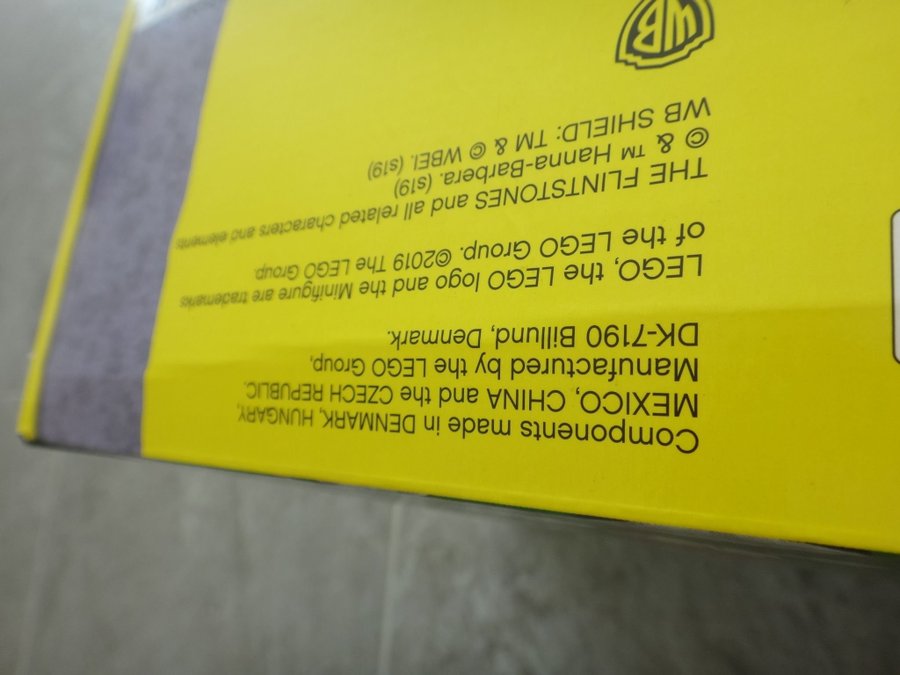 Components made in DENMARK, HUNGARY,
MEXICO, CHINA and the CZECH REPUBLIC.
Manufactured by the LEGO Group,
DK-7190 Billund, Denmark.
LEGO, the LEGO logo and the Minifigure are trademarks
of the LEGO Group. ©2019 The LEGO Group.
THE FLINTSTONES and all related characters and elements
© & ™ Hanna-Barbera. (s19)
WB SHIELD: TM & © WBEI. (s19)
WB